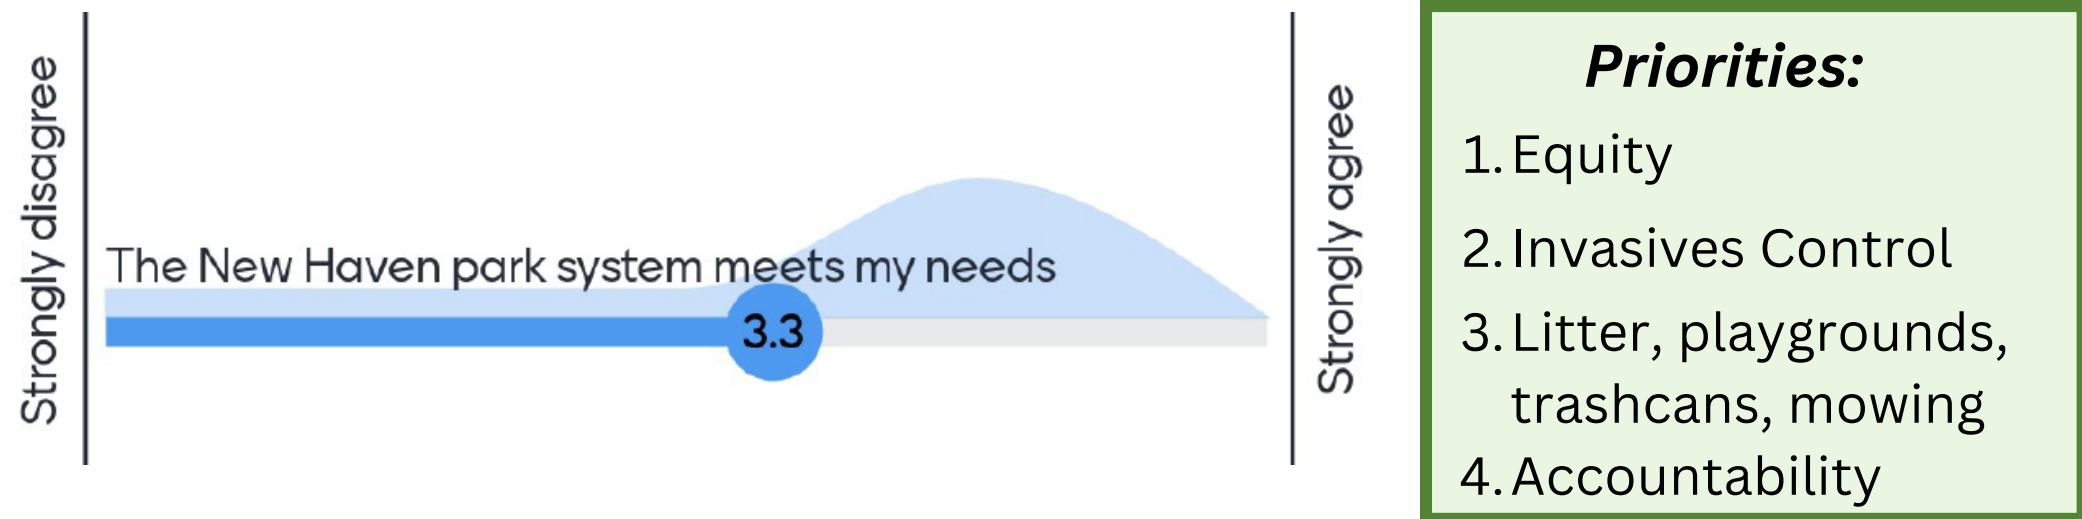 Strongly disagree
The New Haven park system meets my needs
3.3
Strongly agree
Priorities:
1. Equity
2. Invasives Control
3. Litter, playgrounds,
trashcans, mowing
4. Accountability